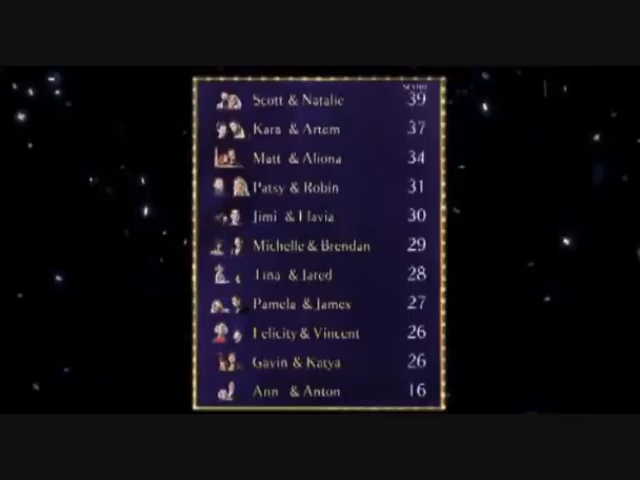 Scott & Natalie 39
Kara & Artem 37
Matt & Aliona 34
Patsy & Robin 31
Jimi & Flavia 30
Michelle & Brendan 29
Tina & Jared 28
Pamela & James 27
Felicity & Vincent 26
Gavin & Katya 26
Ann & Anton 16